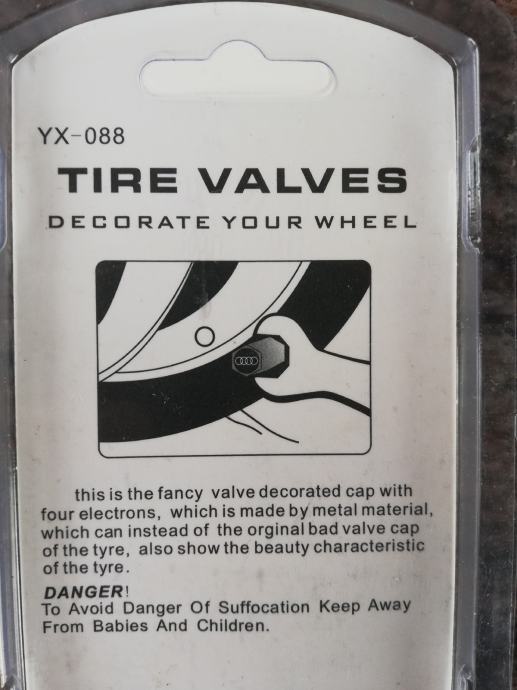 YX-088
TIRE VALVES
DECORATE YOUR WHEEL
this is the fancy valve decorated cap with
four electrons, which is made by metal material,
which can instead of the orginal bad valve cap
of the tyre, also show the beauty characteristic
of the tyre.
DANGER!
To Avoid Danger Of Suffocation Keep Away
From Babies And Children.